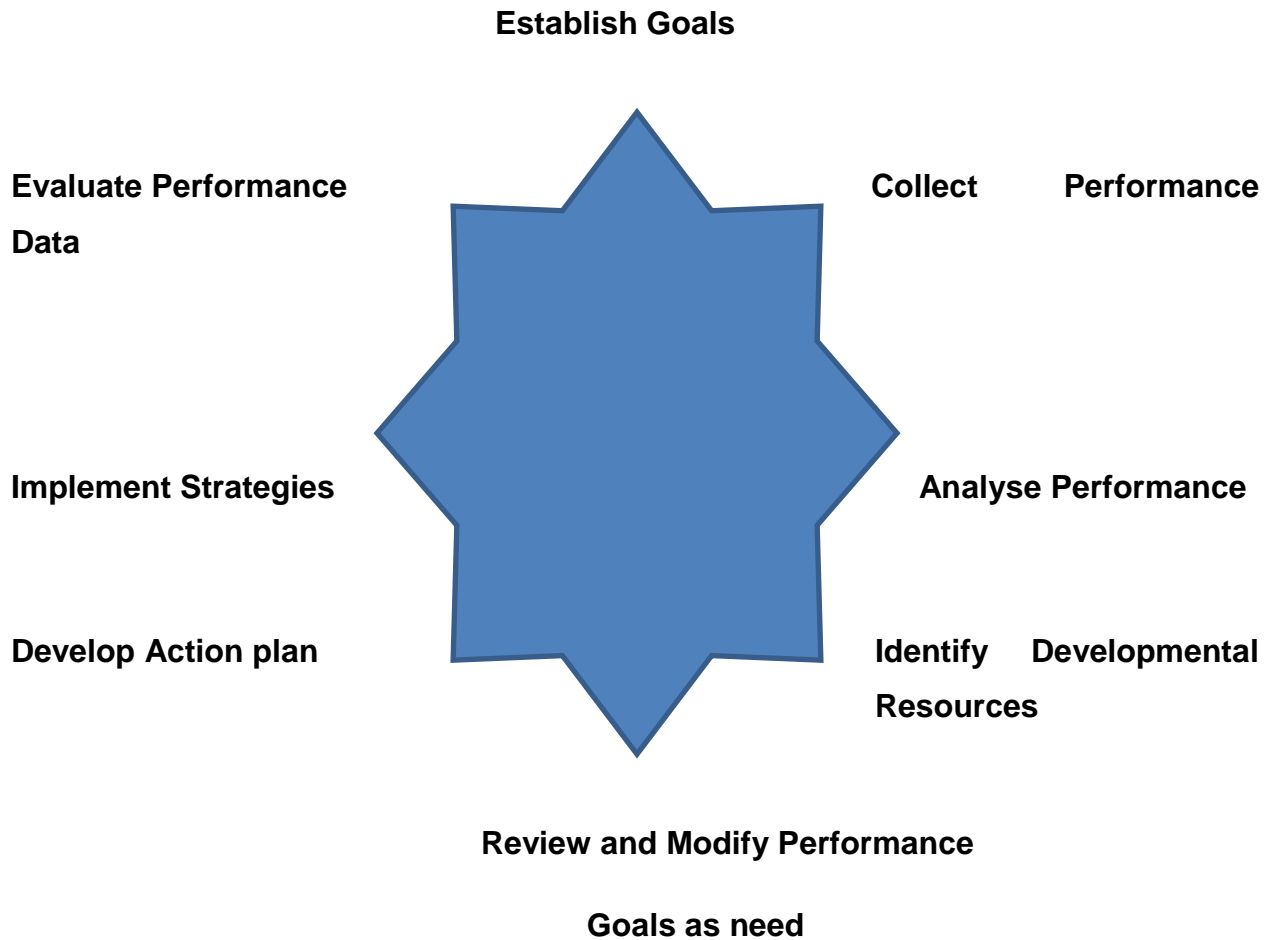 Establish Goals
Evaluate Performance
Data
Collect Performance
Implement Strategies
Analyse Performance
Develop Action plan
Identify Developmental
Resources
Review and Modify Performance
Goals as need